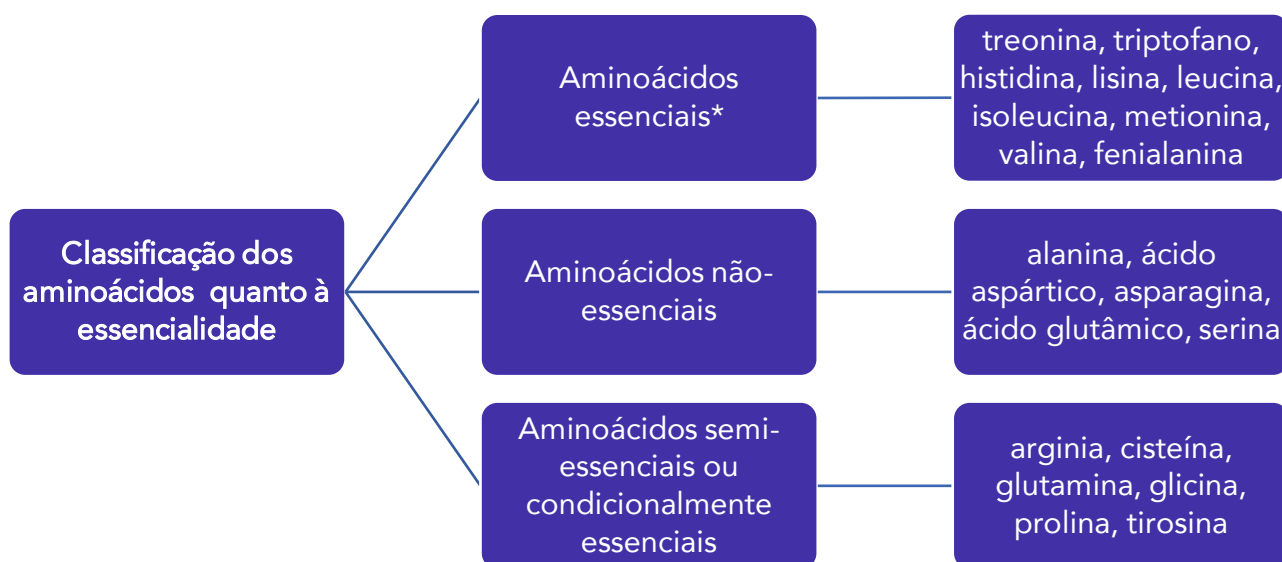 Classificação dos
aminoácidos quanto à
essencialidade
Aminoácidos
essenciais*
treonina, triptofano,
histidina, lisina, leucina,
isoleucina, metionina,
valina, fenialanina
Aminoácidos não-
essenciais
alanina, ácido
aspártico, asparagina,
ácido glutâmico, serina
Aminoácidos semi-
essenciais ou
condicionalmente
essenciais
arginia, cisteína,
glutamina, glicina,
prolina, tirosina